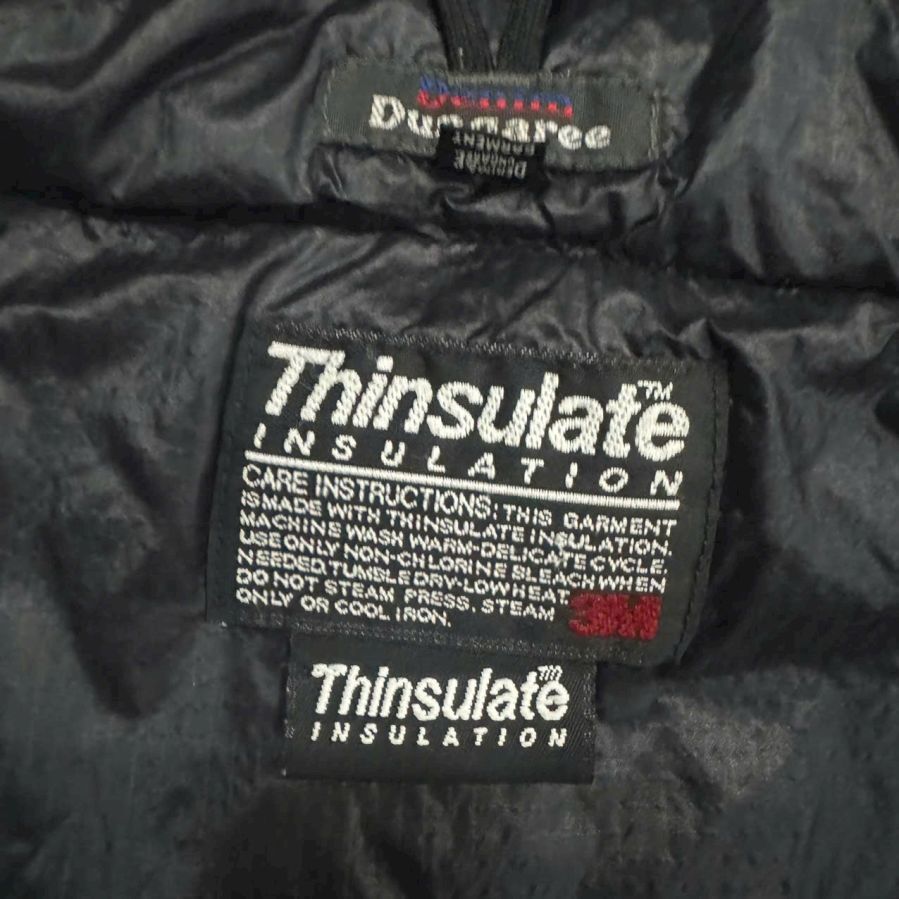 Denim
Dungaree
Thinsulate™
INSULATION
CARE INSTRUCTIONS: THIS GARMENT
IS MADE WITH THINSULATE INSULATION.
MACHINE WASH WARM-DELICATE CYCLE.
USE ONLY NON-CHLORINE BLEACH WHEN
NEEDED. TUMBLE DRY-LOW HEAT.
DO NOT STEAM PRESS. STEAM
ONLY OR COOL IRON.
3M
Thinsulate™
INSULATION